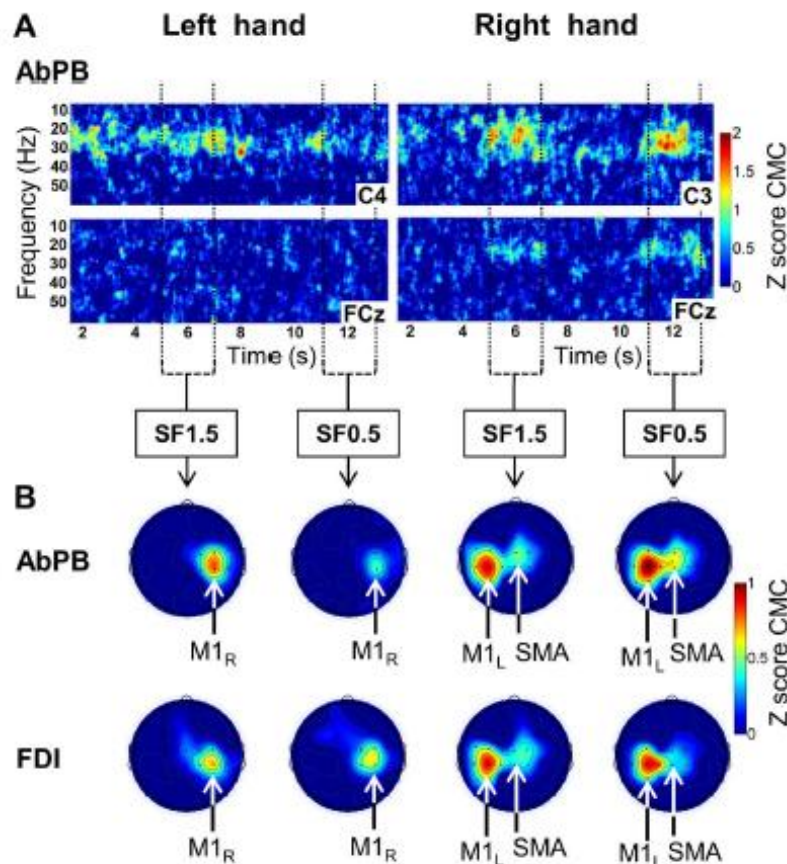 A
Left hand Right hand
AbPB
Frequency (Hz)
10
20
30
40
50
C4
C3
10
20
30
40
50
FCz
FCz
2 4 6 8 10 12 2 4 6 8 10 12
Time (s) Time (s)
2
1.5
1
0.5
0
Z score CMC
SF1.5 SF0.5 SF1.5 SF0.5
B
AbPB
M1R M1R M1L SMA M1L SMA
1
0.5
0
Z score CMC
FDI
M1R M1R M1L SMA M1L SMA